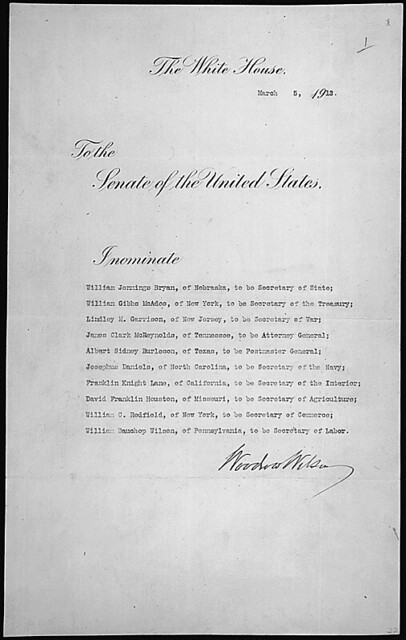 1
The White House.
March 5, 1913.
To the
Senate of the United States.
I nominate
William Jennings Bryan, of Nebraska, to be Secretary of State;
William Gibbs McAdoo, of New York, to be Secretary of the Treasury;
Lindley M. Garrison, of New Jersey, to be Secretary of War;
James Clark McReynolds, of Tennessee, to be Attorney General;
Albert Sidney Burleson, of Texas, to be Postmaster General;
Josephus Daniels, of North Carolina, to be Secretary of the Navy;
Franklin Knight Lane, of California, to be Secretary of the Interior;
David Franklin Houston, of Missouri, to be Secretary of Agriculture;
William C. Redfield, of New York, to be Secretary of Commerce;
William Bauchop Wilson, of Pennsylvania, to be Secretary of Labor.
Woodrow Wilson